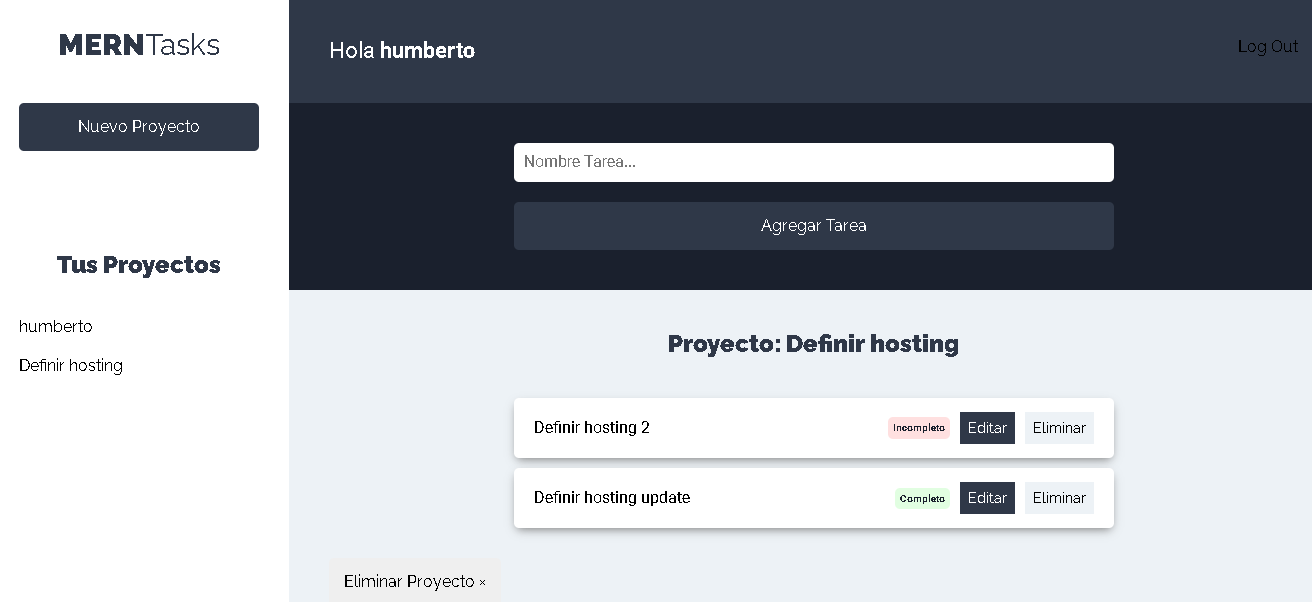 MERNTasks
Nuevo Proyecto
Tus Proyectos
humberto
Definir hosting
Hola humberto
Log Out
Nombre Tarea...
Agregar Tarea
Proyecto: Definir hosting
Definir hosting 2 Incompleto Editar Eliminar
Definir hosting update Completo Editar Eliminar
Eliminar Proyecto ×